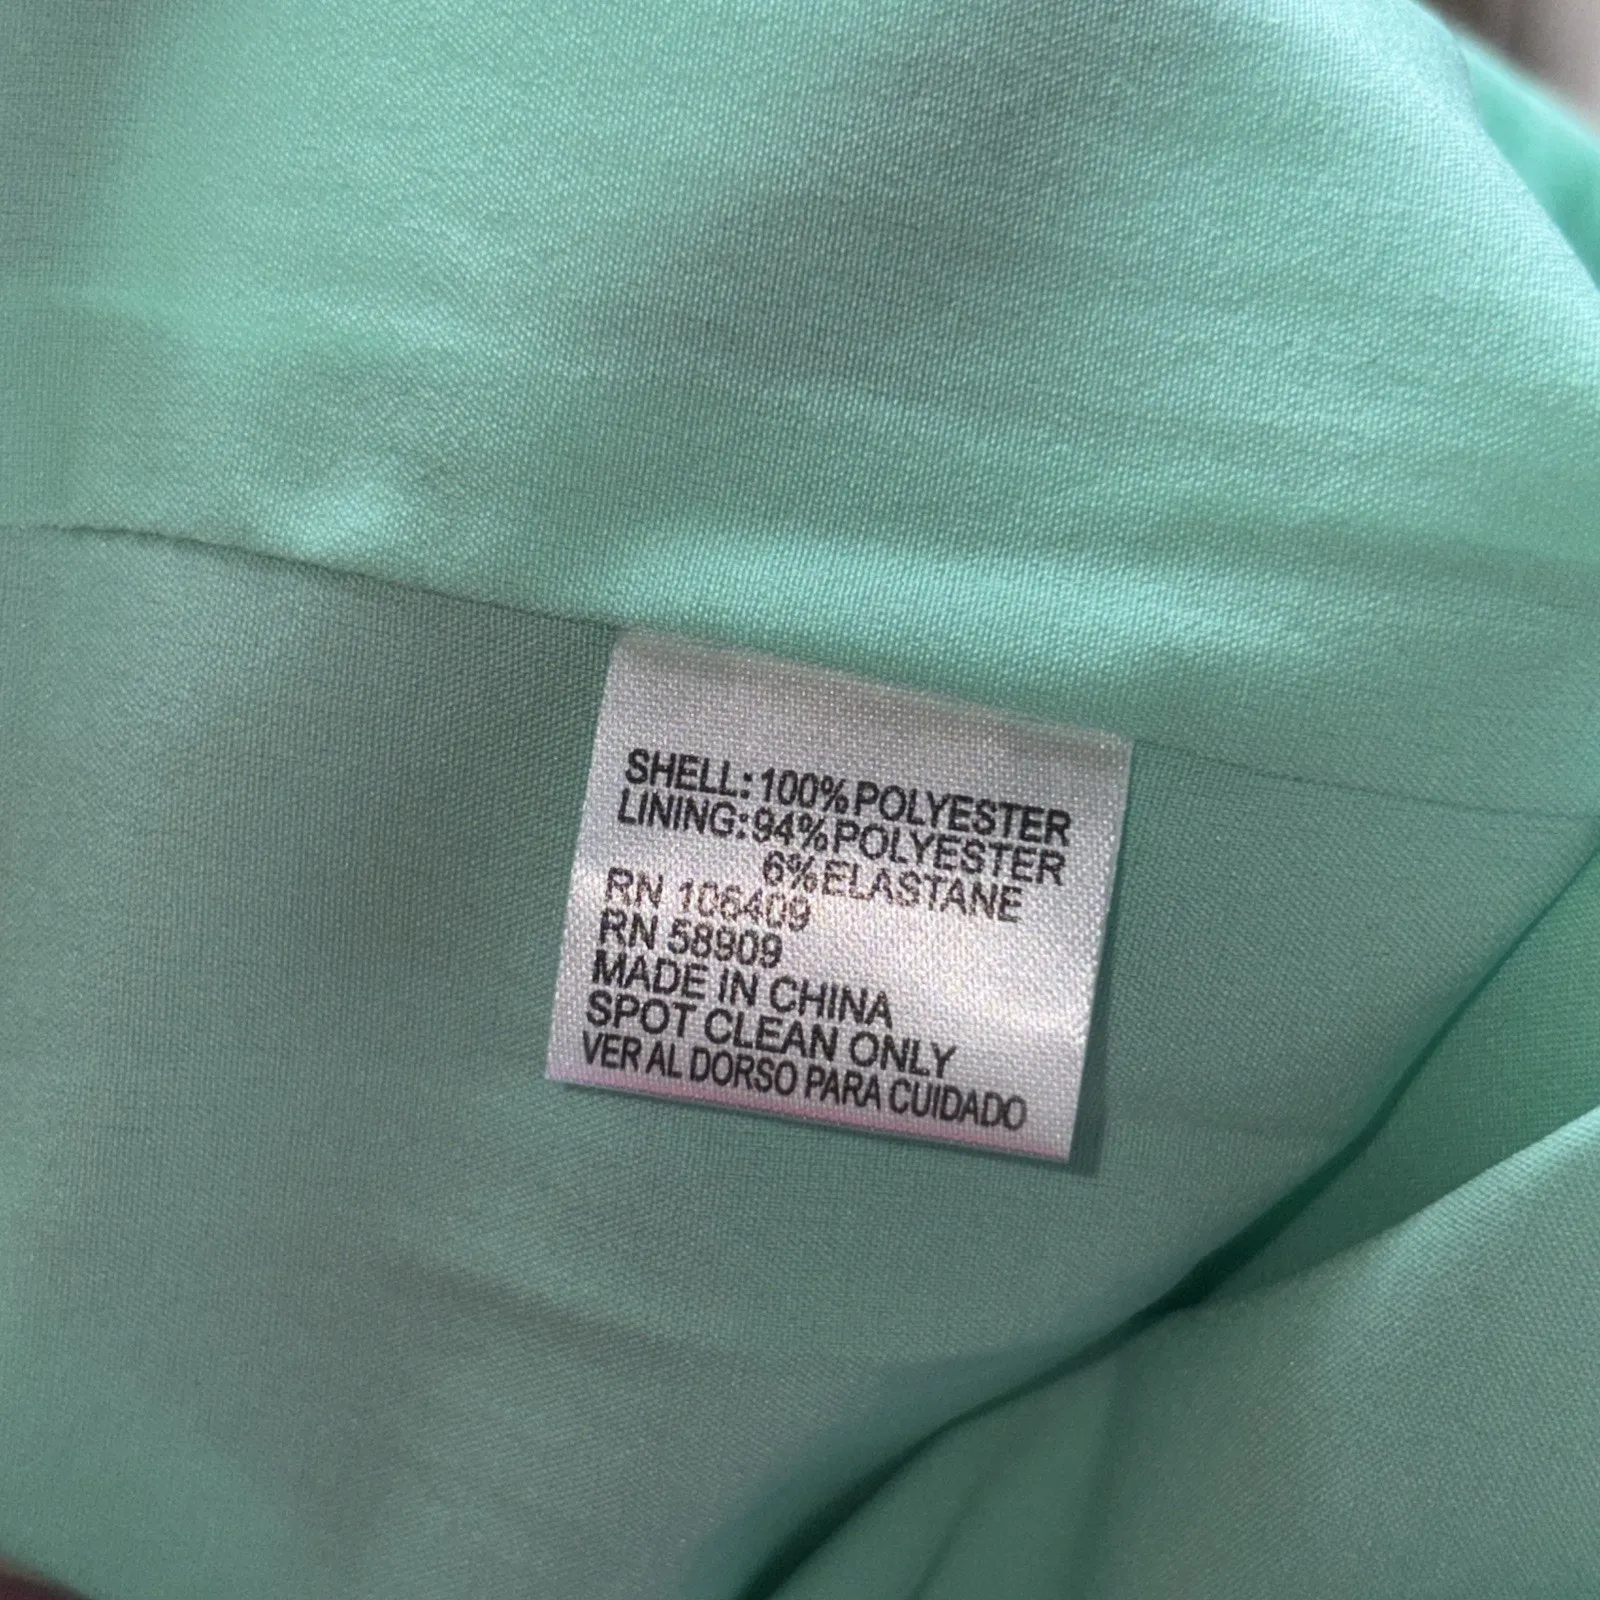 SHELL: 100% POLYESTER
LINING: 94% POLYESTER
6% ELASTANE
RN 106409
RN 58909
MADE IN CHINA
SPOT CLEAN ONLY
VER AL DORSO PARA CUIDADO